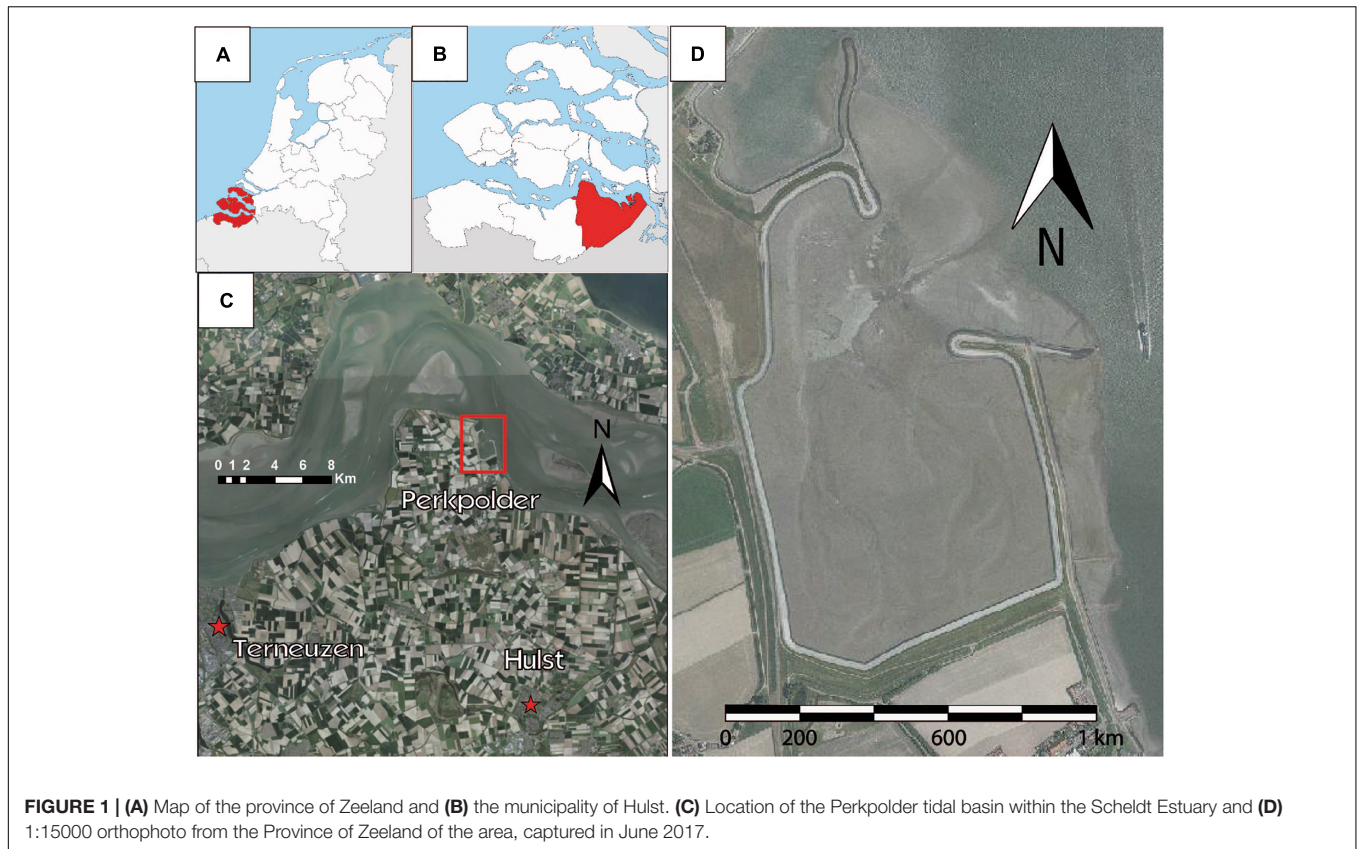 A
B
D
N
C
N
0 1 2 4 6 8
Km
Perkpolder
Terneuzen
Hulst
0 200 600 1 km
FIGURE 1 | (A) Map of the province of Zeeland and (B) the municipality of Hulst. (C) Location of the Perkpolder tidal basin within the Scheldt Estuary and (D)
1:15000 orthophoto from the Province of Zeeland of the area, captured in June 2017.